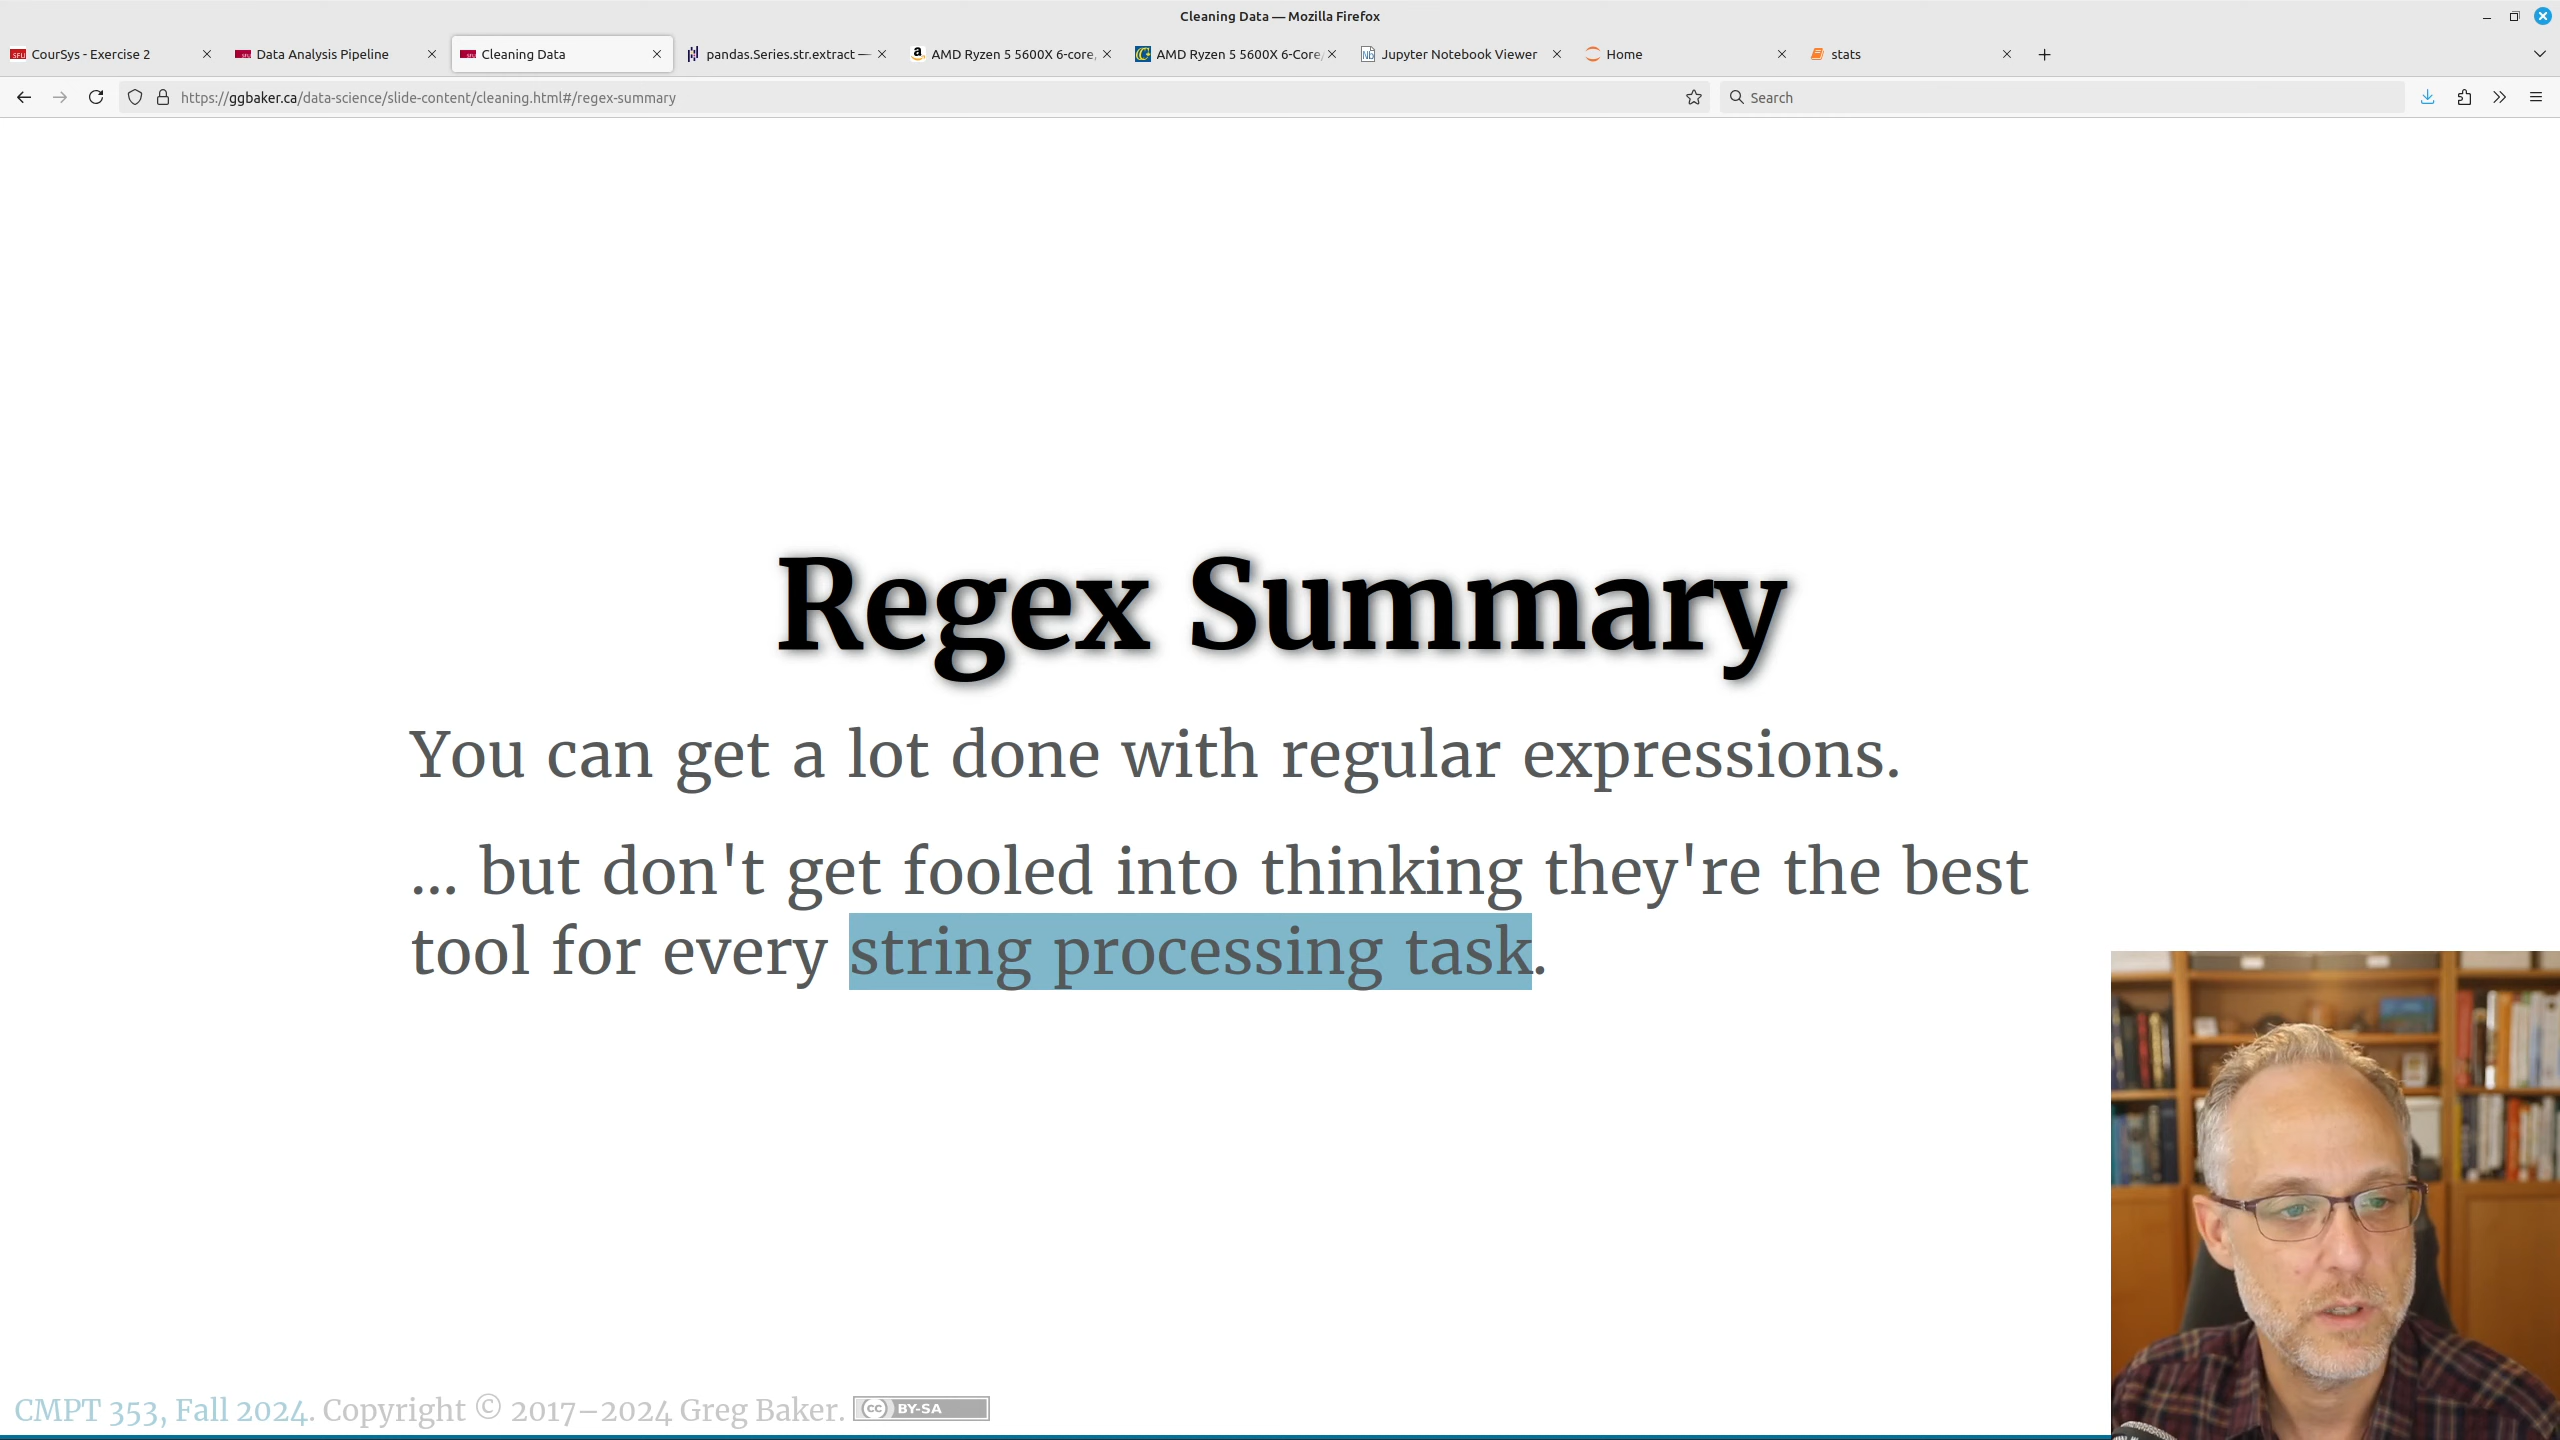 Cleaning Data — Mozilla Firefox
CourSys - Exercise 2
Data Analysis Pipeline
Cleaning Data
pandas.Series.str.extract —
AMD Ryzen 5 5600X 6-core,
AMD Ryzen 5 5600X 6-Core/
Jupyter Notebook Viewer
Home
stats
https://ggbaker.ca/data-science/slide-content/cleaning.html#/regex-summary
Search
Regex Summary
You can get a lot done with regular expressions.
... but don't get fooled into thinking they're the best
tool for every string processing task.
CMPT 353, Fall 2024. Copyright © 2017–2024 Greg Baker. cc BY-SA